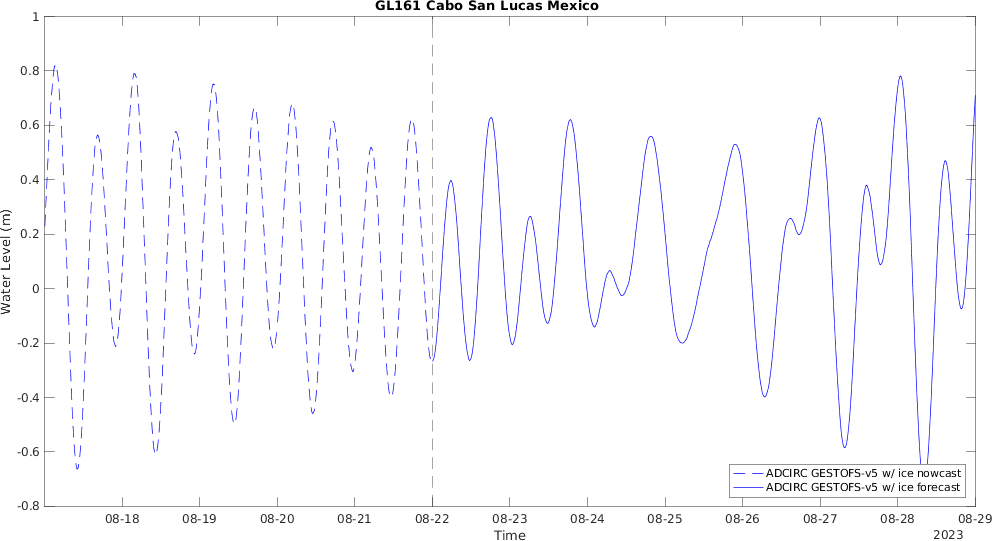 GL161 Cabo San Lucas Mexico
Water Level (m)
1
0.8
0.6
0.4
0.2
0
-0.2
-0.4
-0.6
-0.8
ADCIRC GESTOFS-v5 w/ ice nowcast
ADCIRC GESTOFS-v5 w/ ice forecast
08-18 08-19 08-20 08-21 08-22 08-23 08-24 08-25 08-26 08-27 08-28 08-29
Time
2023